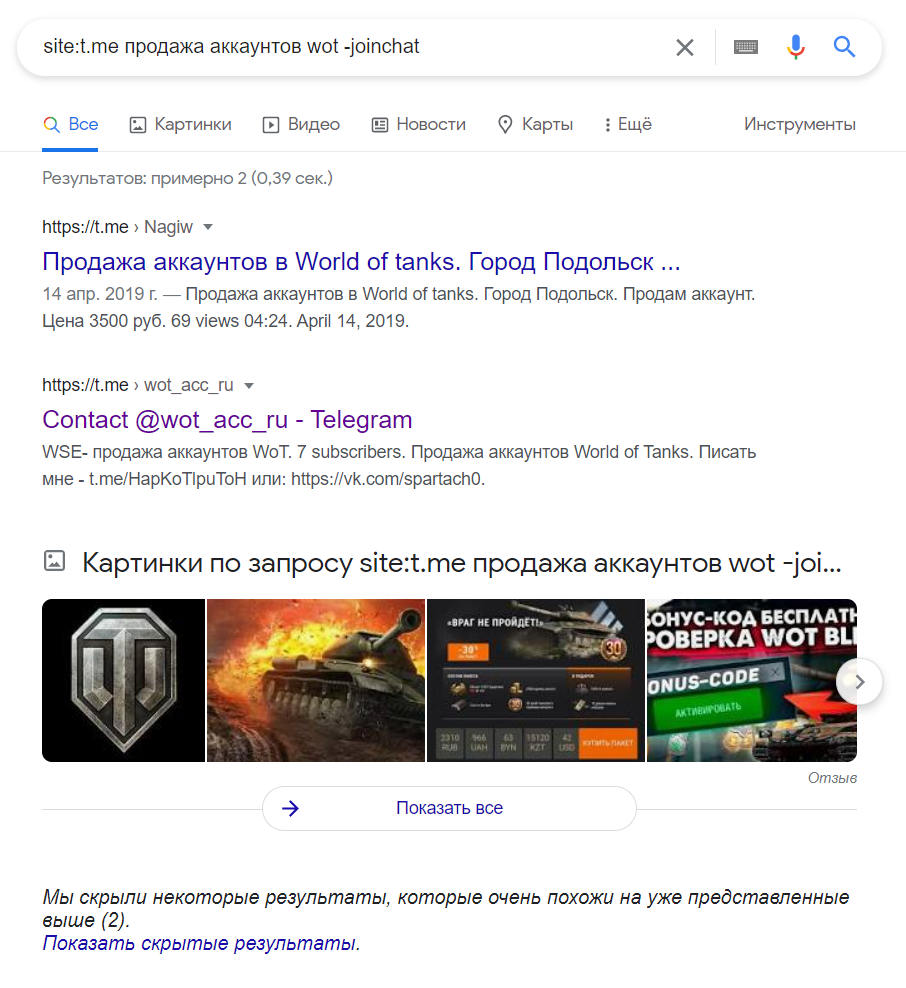 site:t.me продажа аккаунтов wot -joinchat
Все Картинки Видео Новости Карты Ещё Инструменты
Результатов: примерно 2 (0,39 сек.)
https://t.me › Nagiw
Продажа аккаунтов в World of tanks. Город Подольск ...
14 апр. 2019 г. — Продажа аккаунтов в World of tanks. Город Подольск. Продам аккаунт.
Цена 3500 руб. 69 views 04:24. April 14, 2019.
https://t.me › wot_acc_ru
Contact @wot_acc_ru - Telegram
WSE- продажа аккаунтов WoT. 7 subscribers. Продажа аккаунтов World of Tanks. Писать
мне - t.me/HapKoTlpuToH или: https://vk.com/spartach0.
Картинки по запросу site:t.me продажа аккаунтов wot -joi...
«ВРАГ НЕ ПРОЙДЁТ!»
-30%
30
2310 966 63 15120 42
RUB UAH BYN KZT USD
КУПИТЬ ПАКЕТ
БОНУС-КОД БЕСПЛАТН
РОВЕРКА WOT BLI
ONUS-CODE
АКТИВИРОВАТЬ
Отзыв
Показать все
Мы скрыли некоторые результаты, которые очень похожи на уже представленные
выше (2).
Показать скрытые результаты.